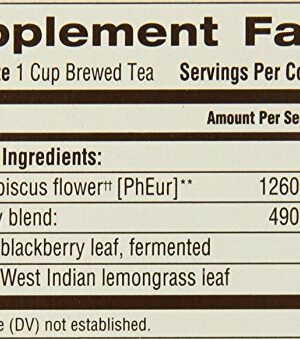 pplement Fa
te 1 Cup Brewed Tea Servings Per Co
Amount Per Se
Ingredients:
biscus flower†† [PhEur]** 1260
y blend: 490
blackberry leaf, fermented
West Indian lemongrass leaf
e (DV) not established.